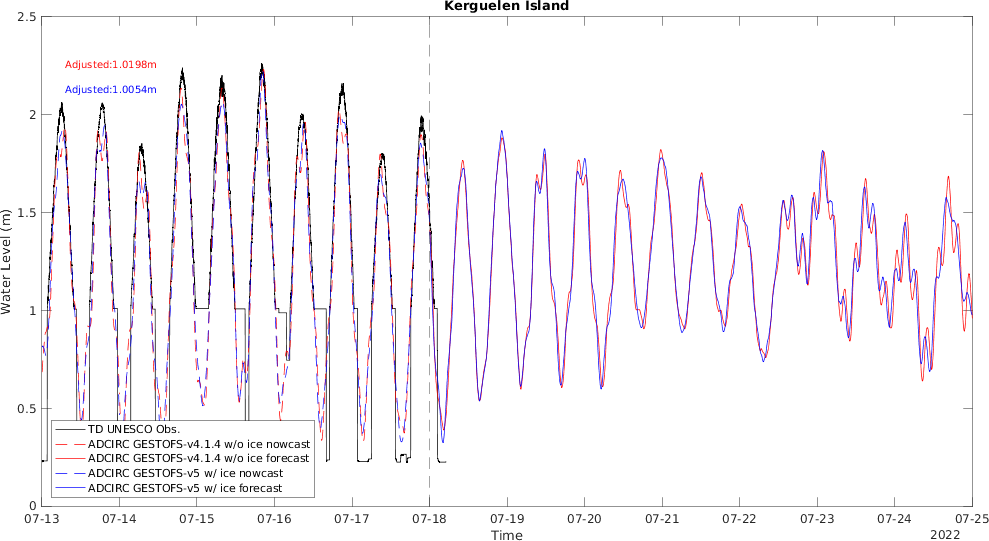 Kerguelen Island
2.5
2
1.5
1
0.5
0
Water Level (m)
Adjusted:1.0198m
Adjusted:1.0054m
TD UNESCO Obs.
ADCIRC GESTOFS-v4.1.4 w/o ice nowcast
ADCIRC GESTOFS-v4.1.4 w/o ice forecast
ADCIRC GESTOFS-v5 w/ ice nowcast
ADCIRC GESTOFS-v5 w/ ice forecast
07-13 07-14 07-15 07-16 07-17 07-18 07-19 07-20 07-21 07-22 07-23 07-24 07-25
Time
2022